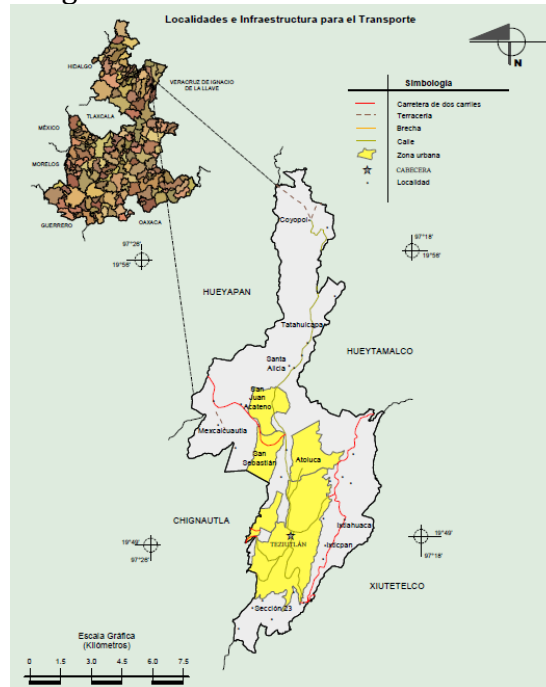 Localidades e Infraestructura para el Transporte
N
HIDALGO
VERACRUZ DE IGNACIO
DE LA LLAVE
TLAXCALA
MÉXICO
MORELOS
GUERRERO
OAXACA
Simbología
Carretera de dos carriles
Terracería
Brecha
Calle
Zona urbana
CABECERA
Localidad
97°26'
19°56'
97°18'
19°56'
Coyopol
HUEYAPAN
Tatahuicapan
HUEYTAMALCO
Santa
Alicia
San
Juan
Acateno
Mexcalcuautla
San
Sebastián
Atoluca
CHIGNAUTLA
Ixtahuaca
19°49'
97°26'
TEZIUTLÁN
Ixticpan
19°49'
97°18'
XIUTETELCO
Sección 23
Escala Gráfica
(Kilómetros)
0 1.5 3.0 4.5 6.0 7.5